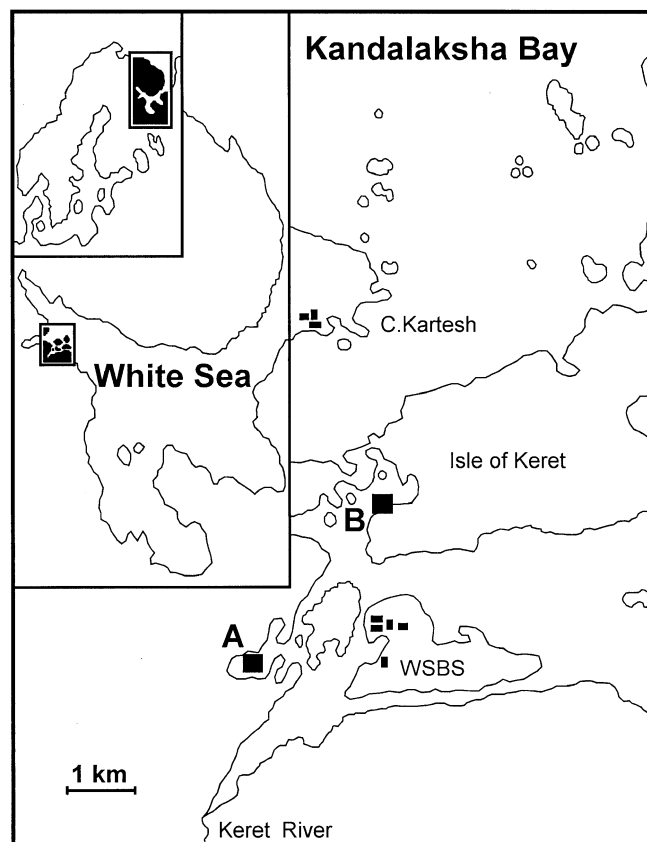 Kandalaksha Bay
C.Kartesh
White Sea
Isle of Keret
B
A
WSBS
1 km
Keret River